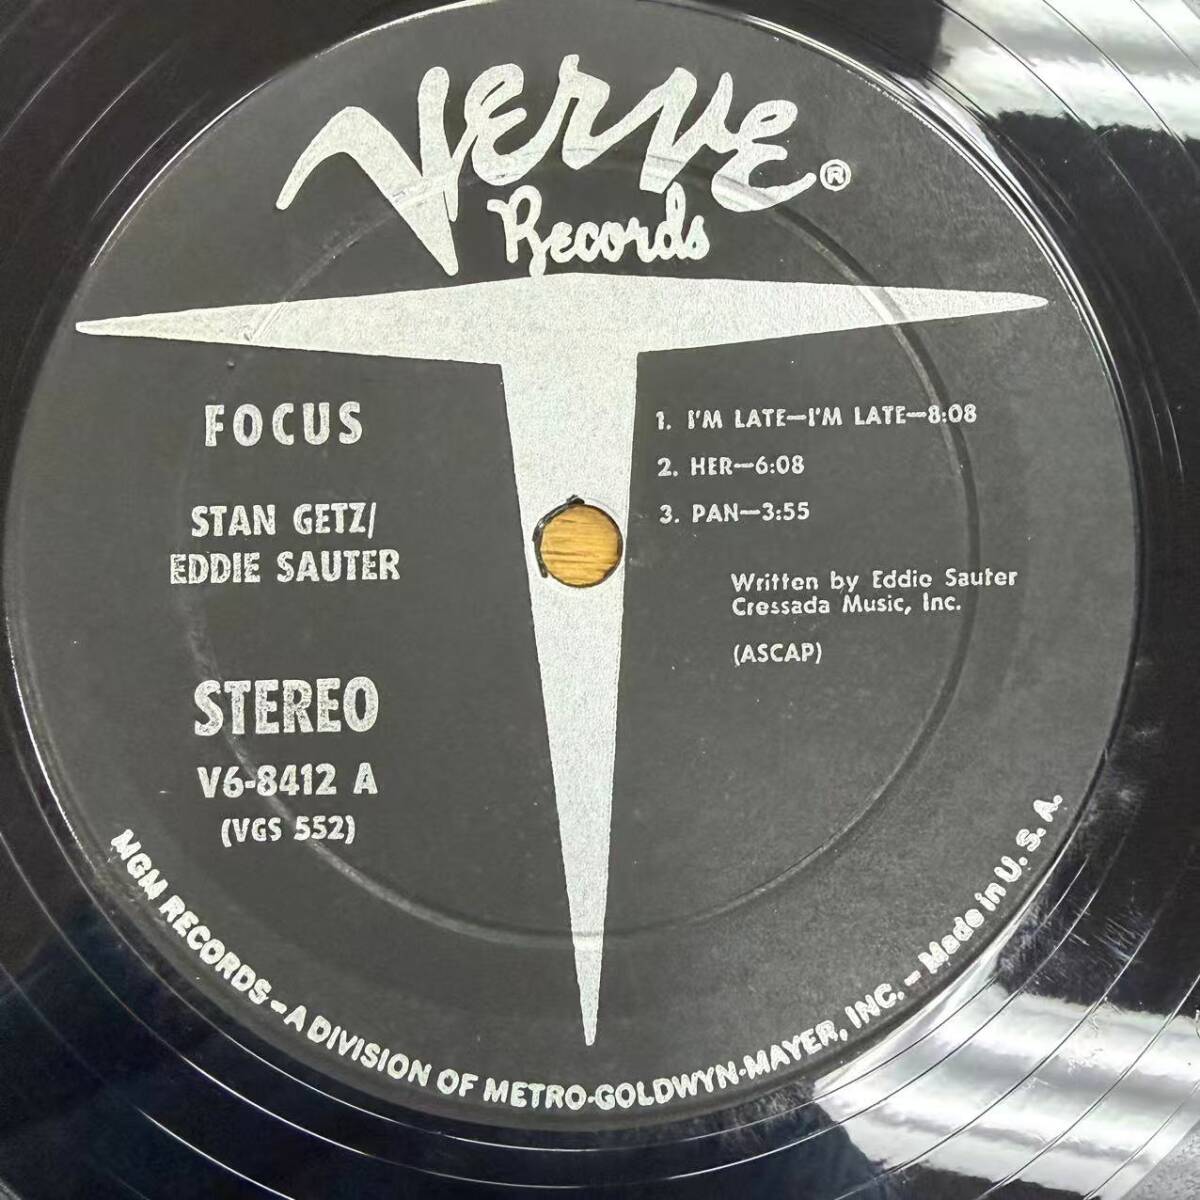 Verve®
Records
FOCUS
STAN GETZ/
EDDIE SAUTER
STEREO
V6-8412 A
(VGS 552)
1. I'M LATE—I'M LATE—8:08
2. HER—6:08
3. PAN—3:55
Written by Eddie Sauter
Cressada Music, Inc.
(ASCAP)
MGM RECORDS – A DIVISION OF METRO-GOLDWYN-MAYER, INC. – Made in U. S. A.